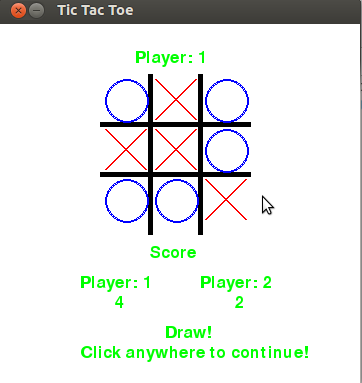 Tic Tac Toe
Player: 1
Score
Player: 1 Player: 2
4 2
Draw!
Click anywhere to continue!